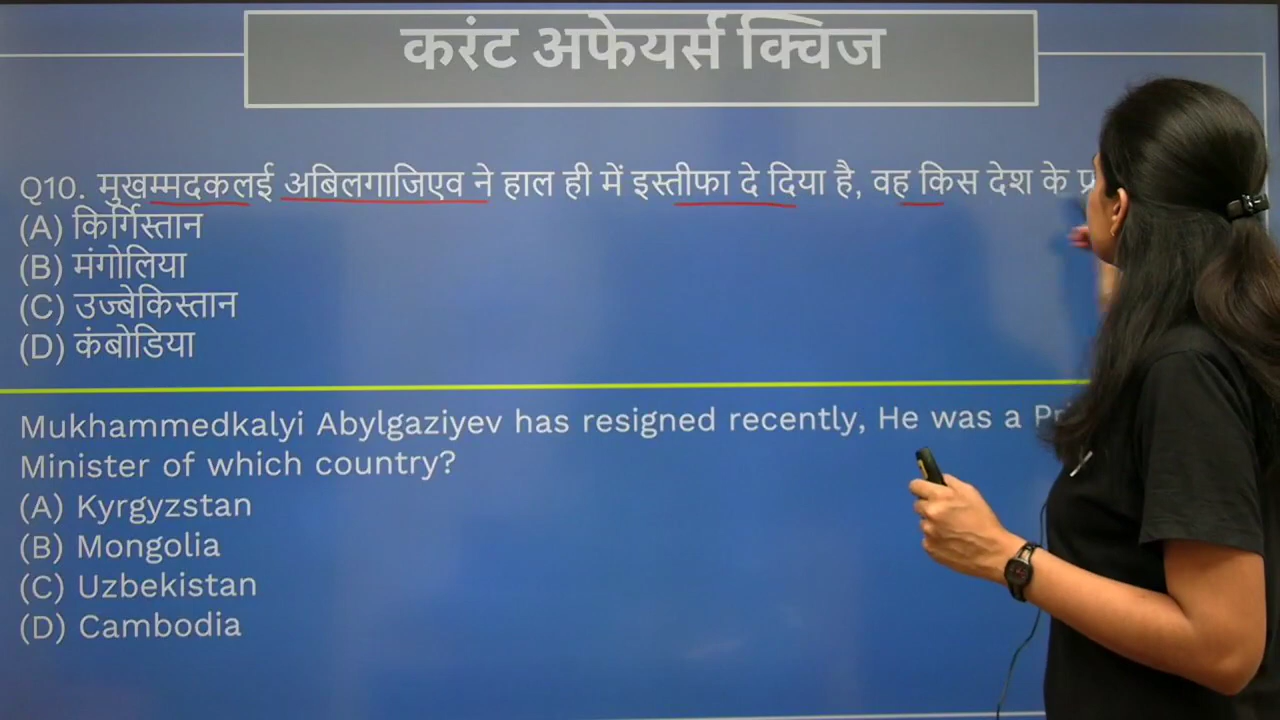 करंट अफेयर्स क्विज
Q10. मुखम्मदकलई अबिलगाजिएव ने हाल ही में इस्तीफा दे दिया है, वह किस देश के
(A) किर्गिस्तान
(B) मंगोलिया
(C) उज्बेकिस्तान
(D) कंबोडिया
Mukhammedkalyi Abylgaziyev has resigned recently, He was a
Minister of which country?
(A) Kyrgyzstan
(B) Mongolia
(C) Uzbekistan
(D) Cambodia